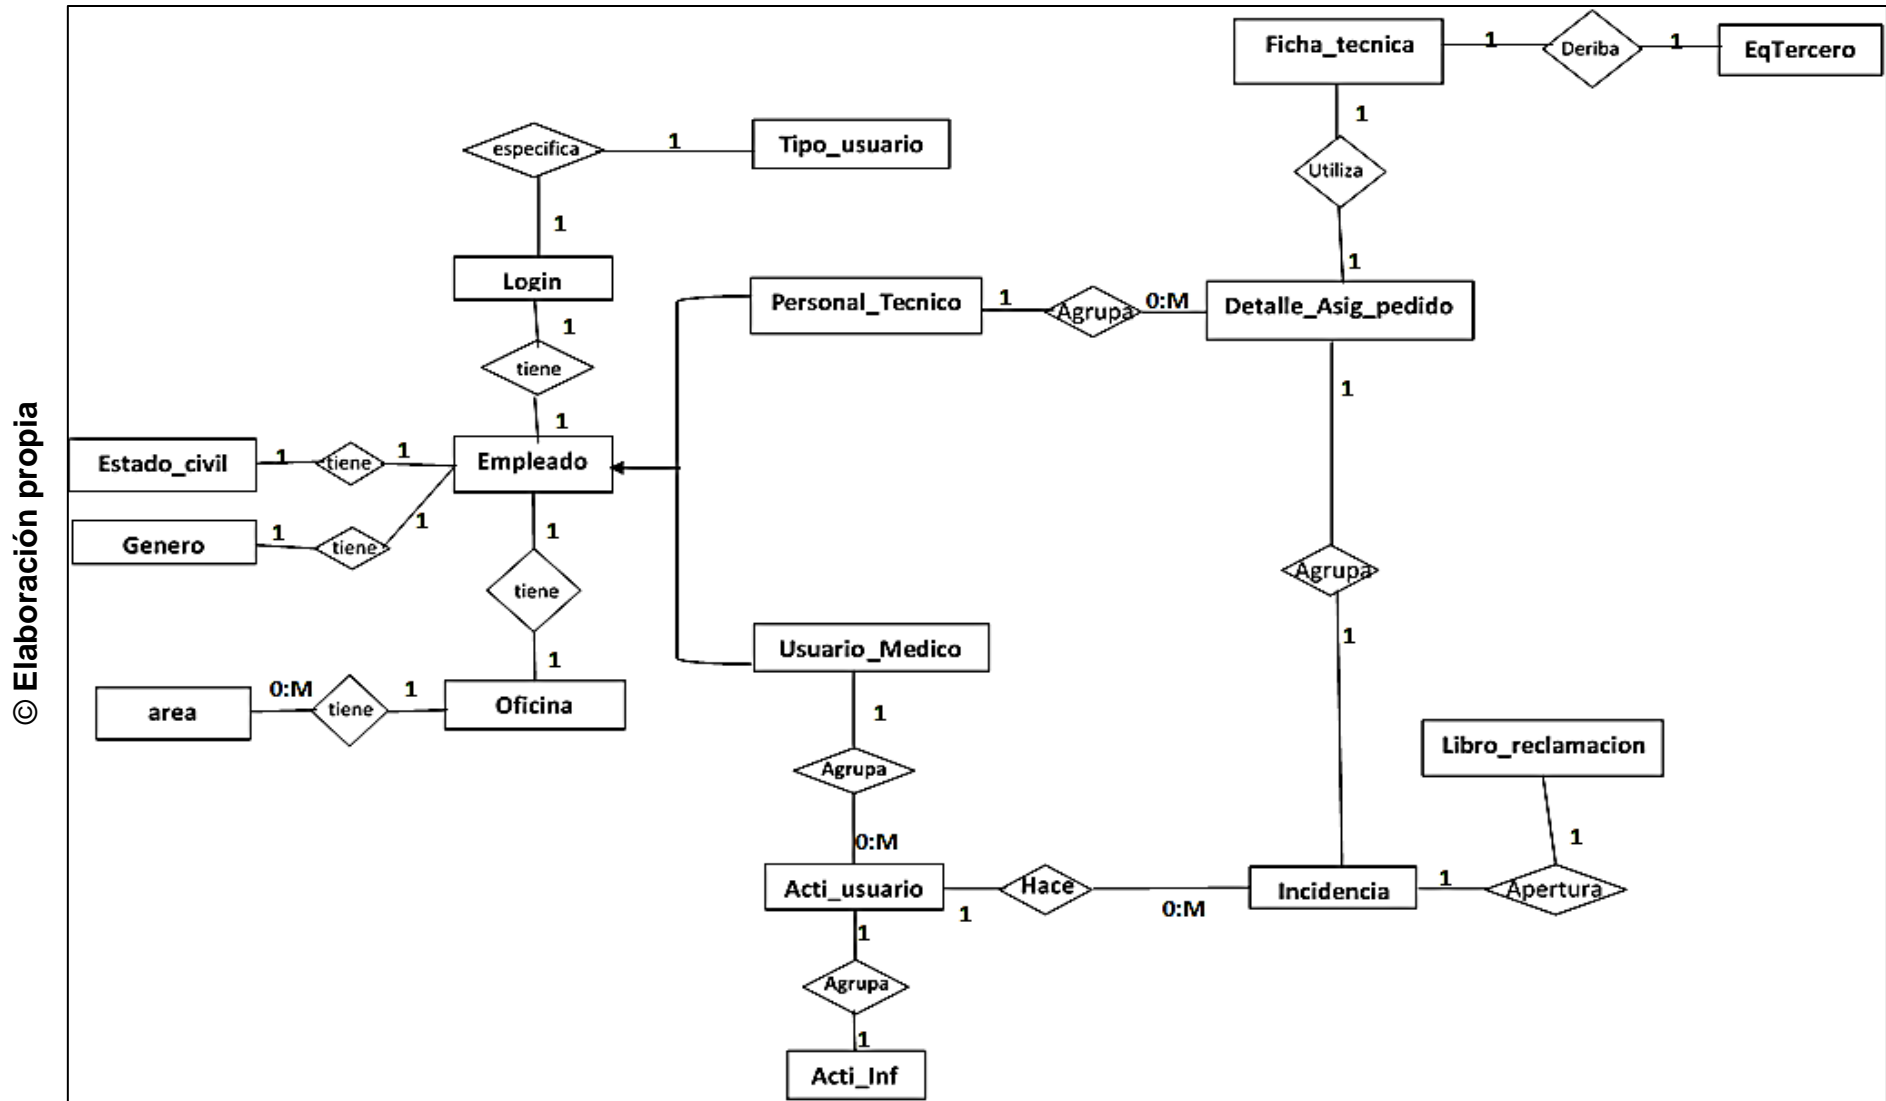 © Elaboración propia
Ficha_tecnica
1
Deriba
1
EqTercero
1
Utiliza
1
especifica
1
Tipo_usuario
1
Login
1
tiene
1
Personal_Tecnico
1
Agrupa
0:M
Detalle_Asig_pedido
1
Estado_civil
1
tiene
1
Empleado
Genero
1
tiene
1
1
tiene
1
Agrupa
1
area
0:M
tiene
1
Oficina
Usuario_Medico
1
Agrupa
0:M
Libro_reclamacion
1
Acti_usuario
1
Hace
0:M
Incidencia
1
Apertura
1
Agrupa
1
Acti_Inf